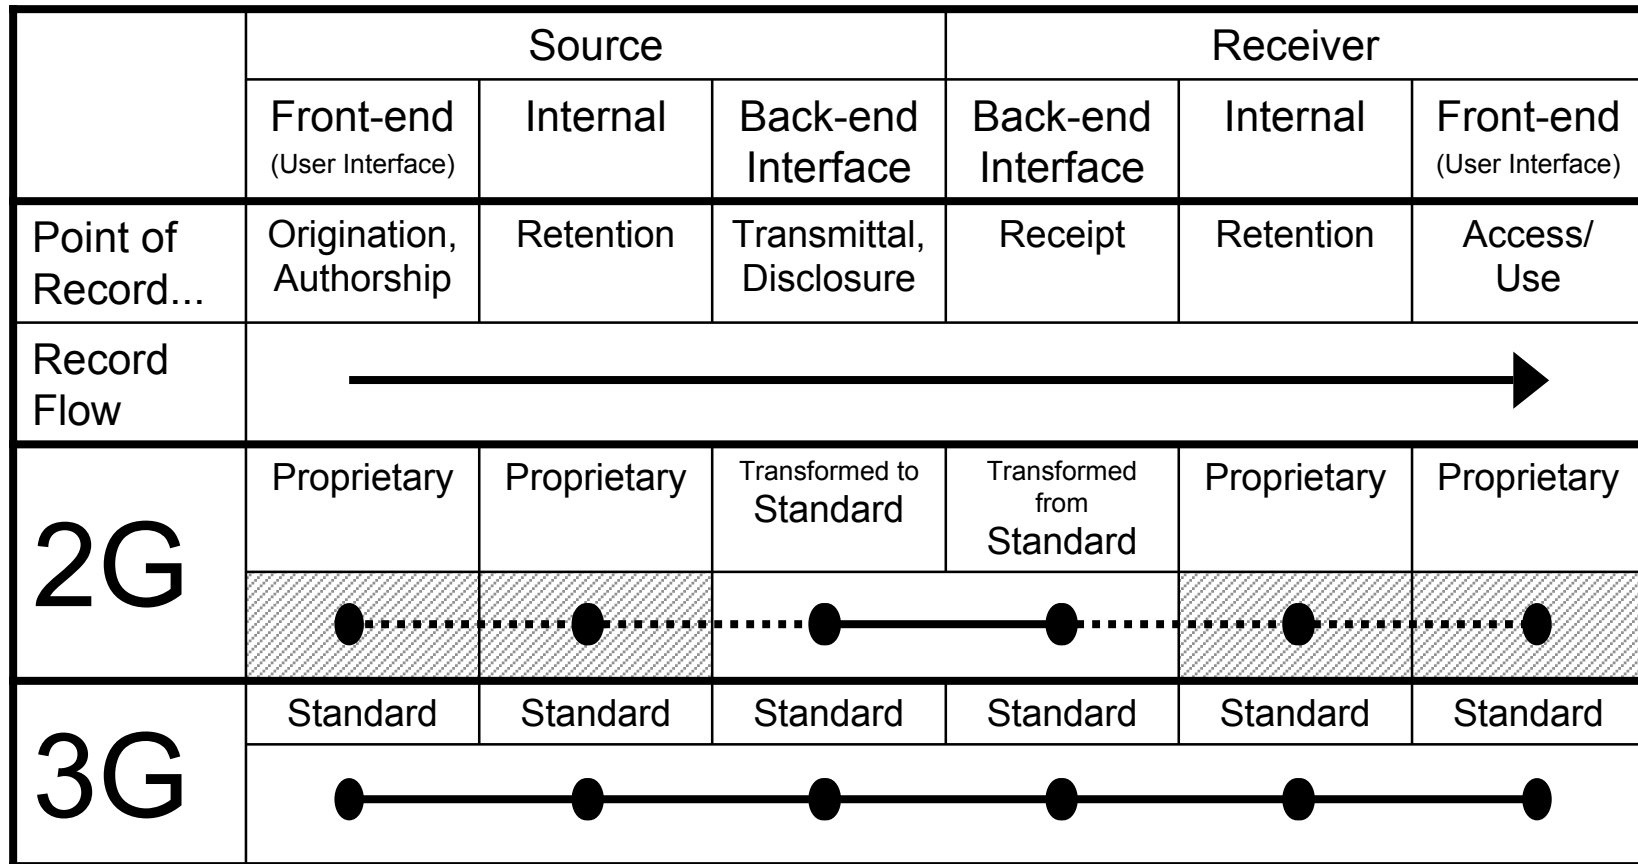 Source
Receiver
Front-end
(User Interface)
Internal
Back-end
Interface
Back-end
Interface
Internal
Front-end
(User Interface)
Point of
Record...
Origination,
Authorship
Retention
Transmittal,
Disclosure
Receipt
Retention
Access/
Use
Record
Flow
2G
Proprietary
Proprietary
Transformed to
Standard
Transformed
from
Standard
Proprietary
Proprietary
3G
Standard
Standard
Standard
Standard
Standard
Standard